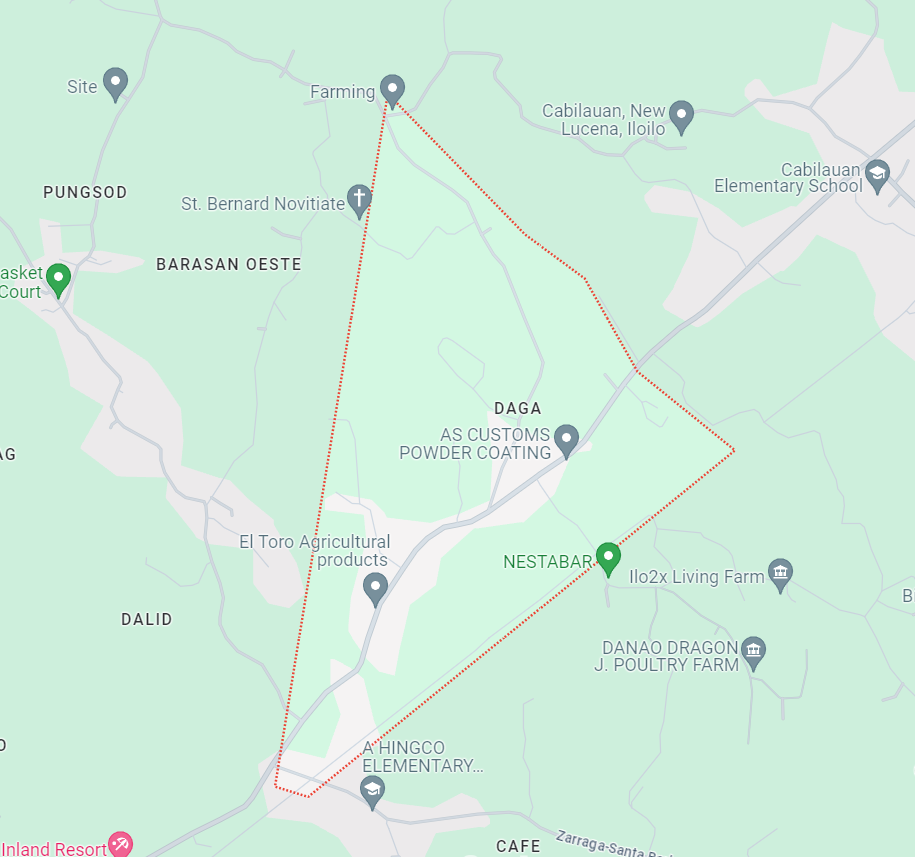 Site
Farming
Cabilauan, New
Lucena, Iloilo
Cabilauan
Elementary School
PUNGSOD
St. Bernard Novitiate
BARASAN OESTE
asket
Court
DAGA
AS CUSTOMS
POWDER COATING
AG
El Toro Agricultural
products
NESTABAR
Ilo2x Living Farm
B
DALID
DANAO DRAGON
J. POULTRY FARM
O
A HINGCO
ELEMENTARY...
Inland Resort
CAFE
Zarraga-Santa